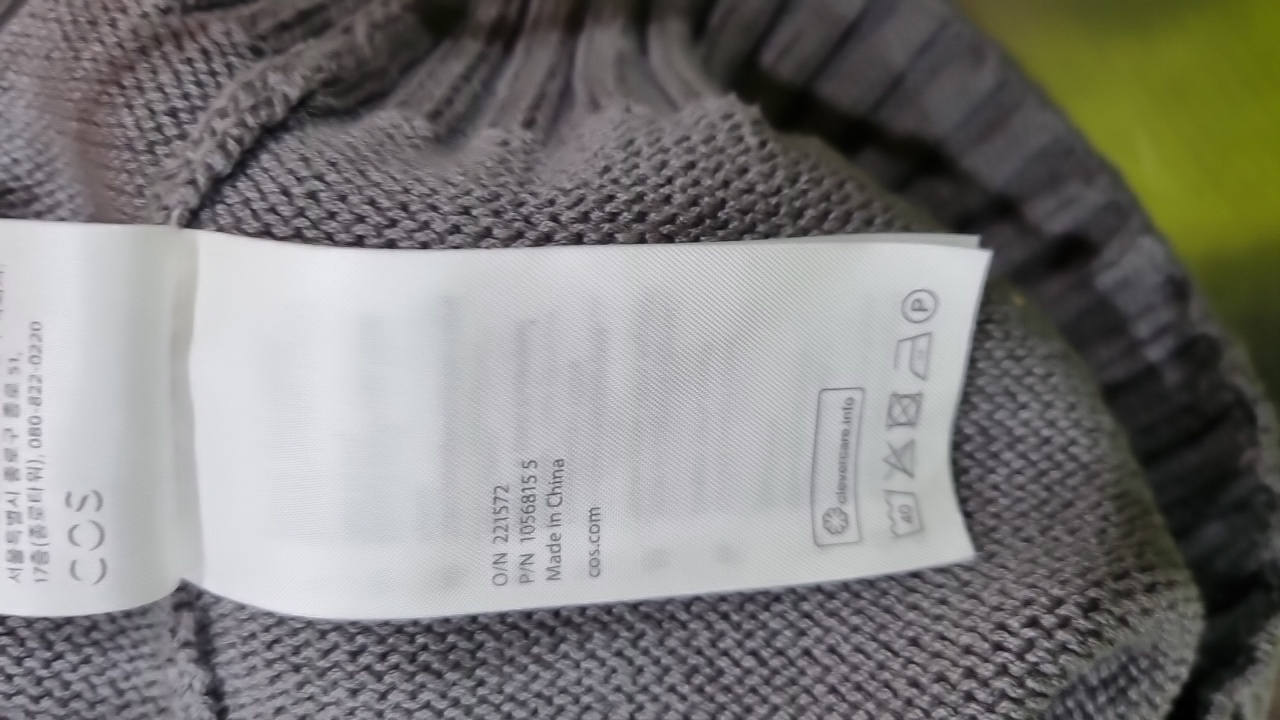 서울특별시 종로구 종로 51,
17층(종로타워), 080-822-0220
COS
O/N 221572
P/N 1056815 5
Made in China
cos.com
clevercare.info
40
P